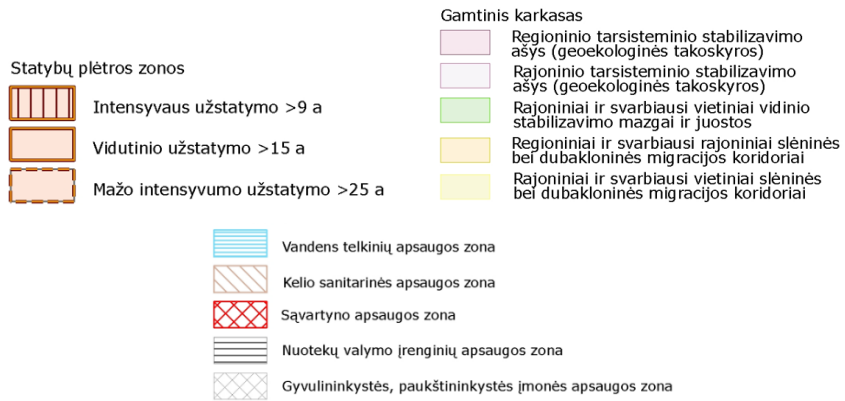 Statybų plėtros zonos
Intensyvaus užstatymo >9 a
Vidutinio užstatymo >15 a
Mažo intensyvumo užstatymo >25 a
Gamtinis karkasas
Regioninio tarsisteminio stabilizavimo
ašys (geoekologinės takoskyros)
Rajoninio tarsisteminio stabilizavimo
ašys (geoekologinės takoskyros)
Rajoniniai ir svarbiausi vietiniai vidinio
stabilizavimo mazgai ir juostos
Regioniniai ir svarbiausi rajoniniai slėninės
bei dubakloninės migracijos koridoriai
Rajoniniai ir svarbiausi vietiniai slėninės
bei dubakloninės migracijos koridoriai
Vandens telkinių apsaugos zona
Kelio sanitarinės apsaugos zona
Sąvartyno apsaugos zona
Nuotekų valymo įrenginių apsaugos zona
Gyvulininkystės, paukštininkystės įmonės apsaugos zona